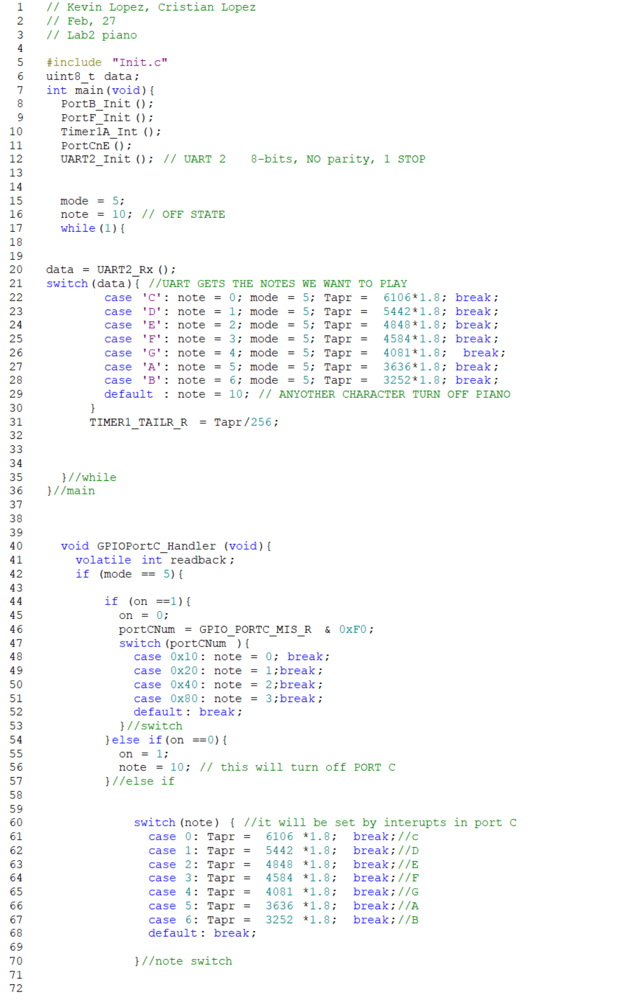 1 // Kevin Lopez, Cristian Lopez
2 // Feb, 27
3 // Lab2 piano
4
5 #include "Init.c"
6 uint8_t data;
7 int main(void){
8 PortB_Init();
9 PortF_Init();
10 Timer1A_Int();
11 PortCnE();
12 UART2_Init(); // UART 2 8-bits, NO parity, 1 STOP
13
14
15 mode = 5;
16 note = 10; // OFF STATE
17 while(1){
18
19
20 data = UART2_Rx();
21 switch(data){ //UART GETS THE NOTES WE WANT TO PLAY
22 case 'C': note = 0; mode = 5; Tapr = 6106*1.8; break;
23 case 'D': note = 1; mode = 5; Tapr = 5442*1.8; break;
24 case 'E': note = 2; mode = 5; Tapr = 4848*1.8; break;
25 case 'F': note = 3; mode = 5; Tapr = 4584*1.8; break;
26 case 'G': note = 4; mode = 5; Tapr = 4081*1.8; break;
27 case 'A': note = 5; mode = 5; Tapr = 3636*1.8; break;
28 case 'B': note = 6; mode = 5; Tapr = 3252*1.8; break;
29 default : note = 10; // ANYOTHER CHARACTER TURN OFF PIANO
30 }
31 TIMER1_TAILR_R = Tapr/256;
32
33
34
35 }//while
36 }//main
37
38
39
40 void GPIOPortC_Handler (void){
41 volatile int readback;
42 if (mode == 5){
43
44 if (on ==1){
45 on = 0;
46 portCNum = GPIO_PORTC_MIS_R & 0xF0;
47 switch(portCNum ){
48 case 0x10: note = 0; break;
49 case 0x20: note = 1;break;
50 case 0x40: note = 2;break;
51 case 0x80: note = 3;break;
52 default: break;
53 }//switch
54 }else if(on ==0){
55 on = 1;
56 note = 10; // this will turn off PORT C
57 }//else if
58
59
60 switch(note) { //it will be set by interupts in port C
61 case 0: Tapr = 6106 *1.8; break;//c
62 case 1: Tapr = 5442 *1.8; break;//D
63 case 2: Tapr = 4848 *1.8; break;//E
64 case 3: Tapr = 4584 *1.8; break;//F
65 case 4: Tapr = 4081 *1.8; break;//G
66 case 5: Tapr = 3636 *1.8; break;//A
67 case 6: Tapr = 3252 *1.8; break;//B
68 default: break;
69
70 }//note switch
71
72